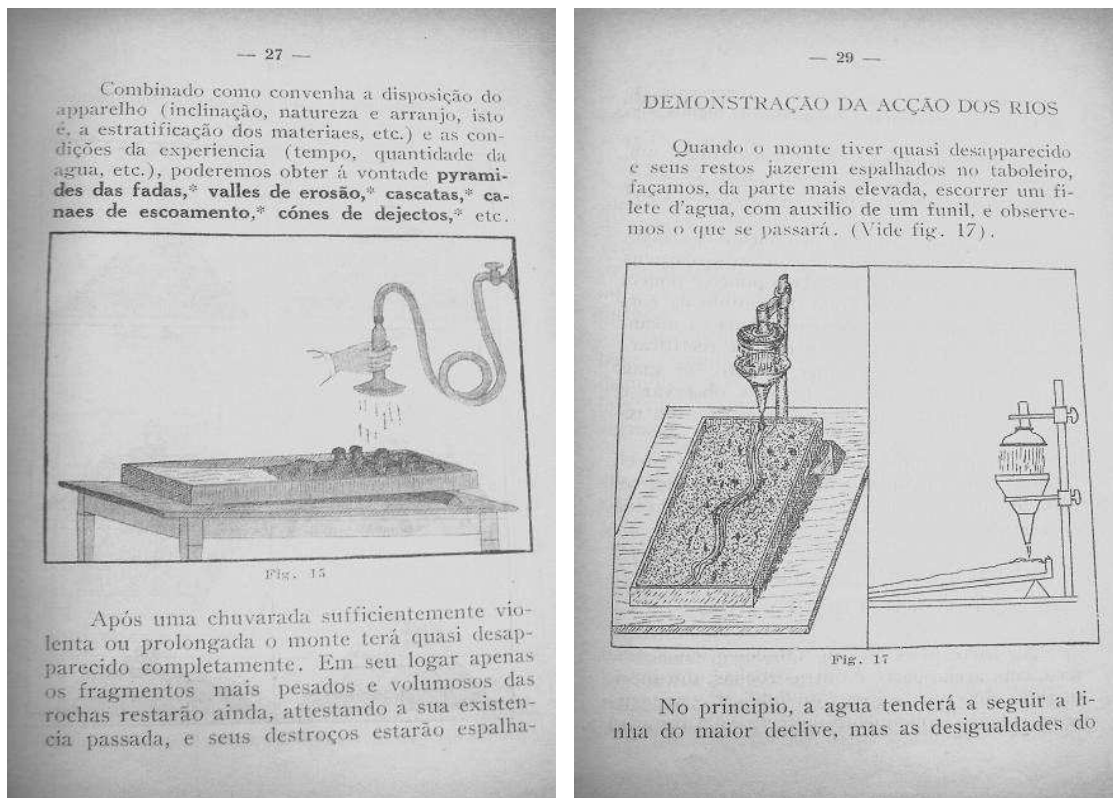 — 27 —
Combinado como convenha a disposição do
apparelho (inclinação, natureza e arranjo, isto
é, a estratificação dos materiaes, etc.) e as con-
dições da experiencia (tempo, quantidade da
agua, etc.), poderemos obter á vontade pyrami-
des das fadas,* valles de erosão,* cascatas,* ca-
naes de escoamento,* cónes de dejectos,* etc.
Fig. 15
Após uma chuvarada sufficientemente vio-
lenta ou prolongada o monte terá quasi desap-
parecido completamente. Em seu logar apenas
os fragmentos mais pesados e volumosos das
rochas restarão ainda, attestando a sua existen-
cia passada, e seus destroços estarão espalha-
— 29 —
DEMONSTRAÇÃO DA ACÇÃO DOS RIOS
Quando o monte tiver quasi desapparecido
e seus restos jazerem espalhados no taboleiro,
façamos, da parte mais elevada, escorrer um fi-
lete d'agua, com auxilio de um funil, e observe-
mos o que se passará. (Vide fig. 17).
Fig. 17
No principio, a agua tenderá a seguir a li-
nha do maior declive, mas as desigualdades do